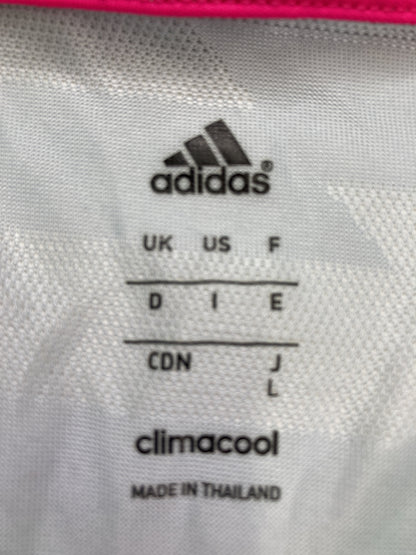 adidas®
UK US F
D I E
CDN J
L
climacool
MADE IN THAILAND